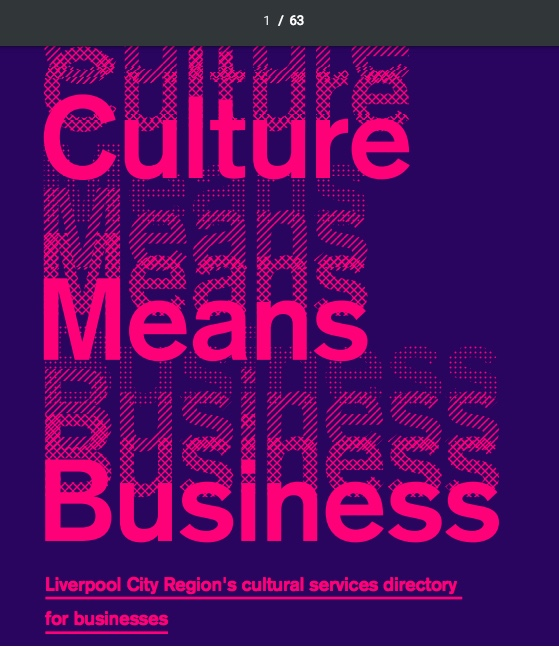 1 / 63
Culture
Means
Business
Liverpool City Region's cultural services directory
for businesses